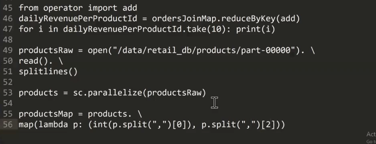 45 from operator import add
46 dailyRevenuePerProductId = ordersJoinMap.reduceByKey(add)
47 for i in dailyRevenuePerProductId.take(10): print(i)
48
49 productsRaw = open("/data/retail_db/products/part-00000"). \
50 read(). \
51 splitlines()
52
53 products = sc.parallelize(productsRaw)
54
55 productsMap = products. \
56 map(lambda p: (int(p.split(",")[0]), p.split(",")[2]))
Act